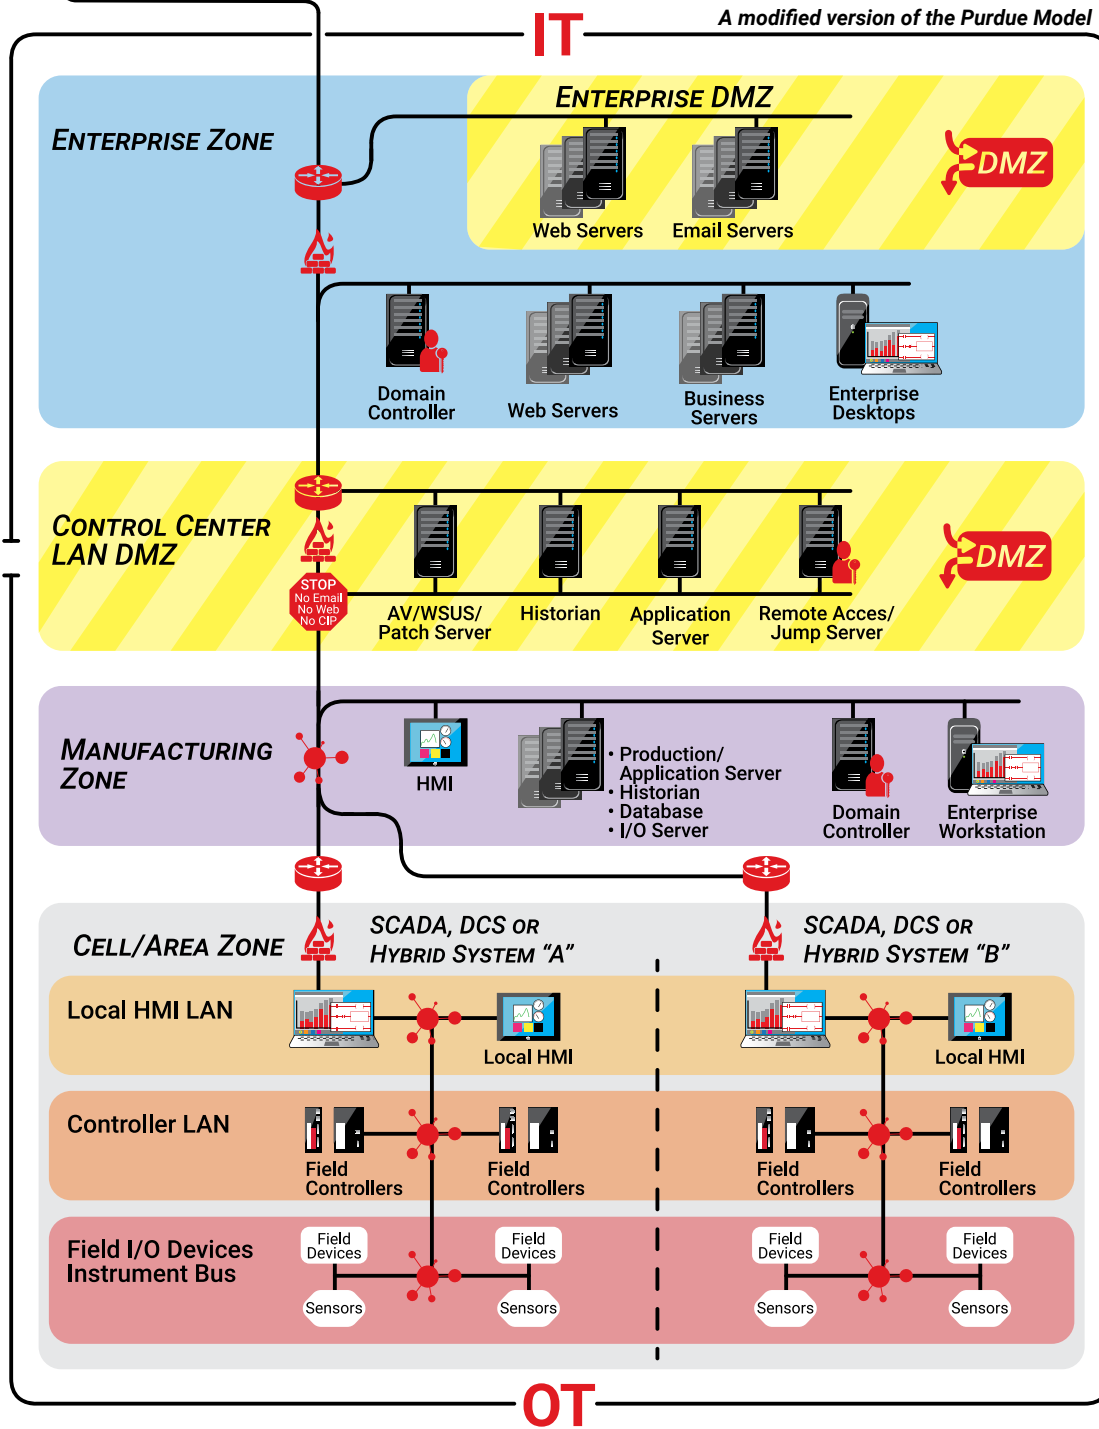 A modified version of the Purdue Model
IT
ENTERPRISE ZONE
ENTERPRISE DMZ
DMZ
Web Servers
Email Servers
Domain
Controller
Web Servers
Business
Servers
Enterprise
Desktops
CONTROL CENTER
LAN DMZ
DMZ
STOP
No Email
No Web
No CIP
AV/WSUS/
Patch Server
Historian
Application
Server
Remote Acces/
Jump Server
MANUFACTURING
ZONE
HMI
• Production/
Application Server
• Historian
• Database
• I/O Server
Domain
Controller
Enterprise
Workstation
CELL/AREA ZONE
SCADA, DCS OR
HYBRID SYSTEM “A”
SCADA, DCS OR
HYBRID SYSTEM “B”
Local HMI LAN
Local HMI
Local HMI
Controller LAN
Field
Controllers
Field
Controllers
Field
Controllers
Field
Controllers
Field I/O Devices
Instrument Bus
Field
Devices
Field
Devices
Field
Devices
Field
Devices
Sensors
Sensors
Sensors
Sensors
OT